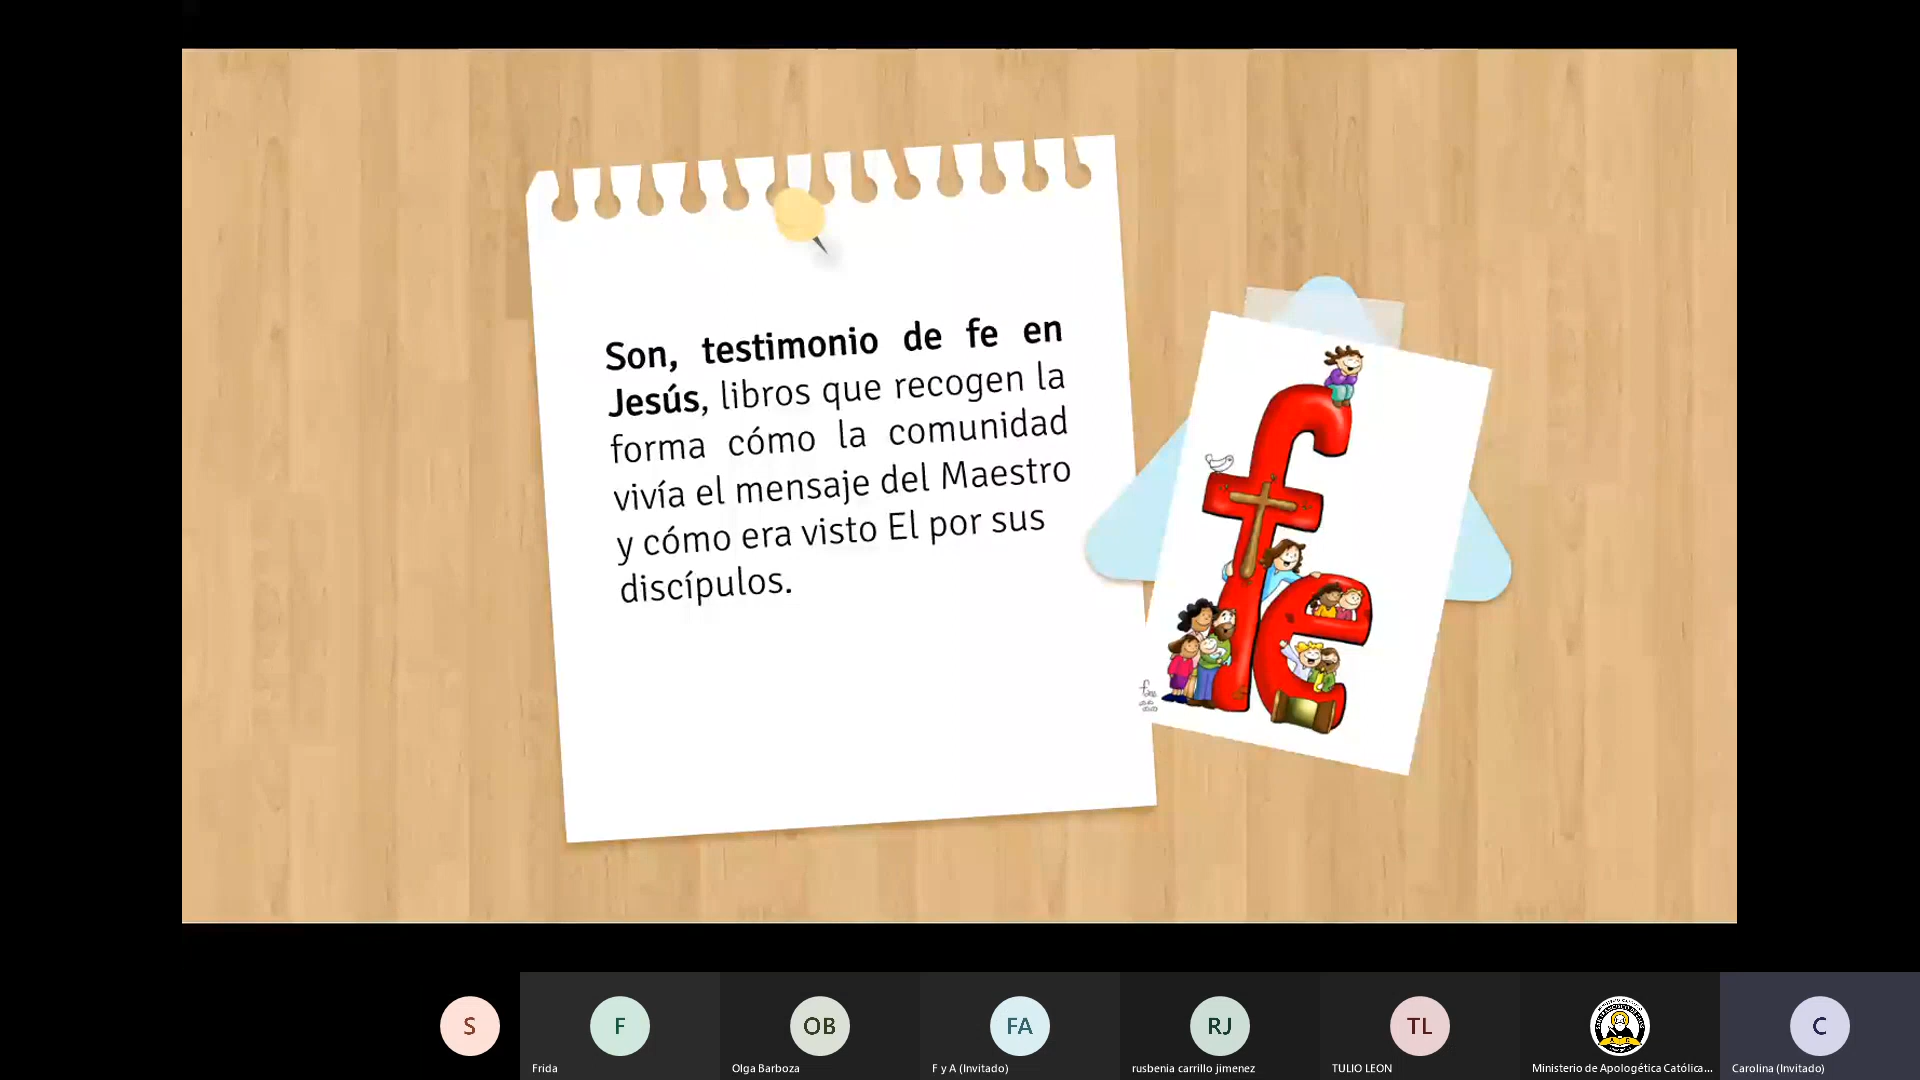 Son, testimonio de fe en
Jesús, libros que recogen la
forma cómo la comunidad
vivía el mensaje del Maestro
y cómo era visto El por sus
discípulos.
fe
S
F
OB
FA
RJ
TL
C
Frida
Olga Barboza
F y A (Invitado)
rusbenia carrillo jimenez
TULIO LEON
Ministerio de Apologética Católica...
Carolina (Invitado)